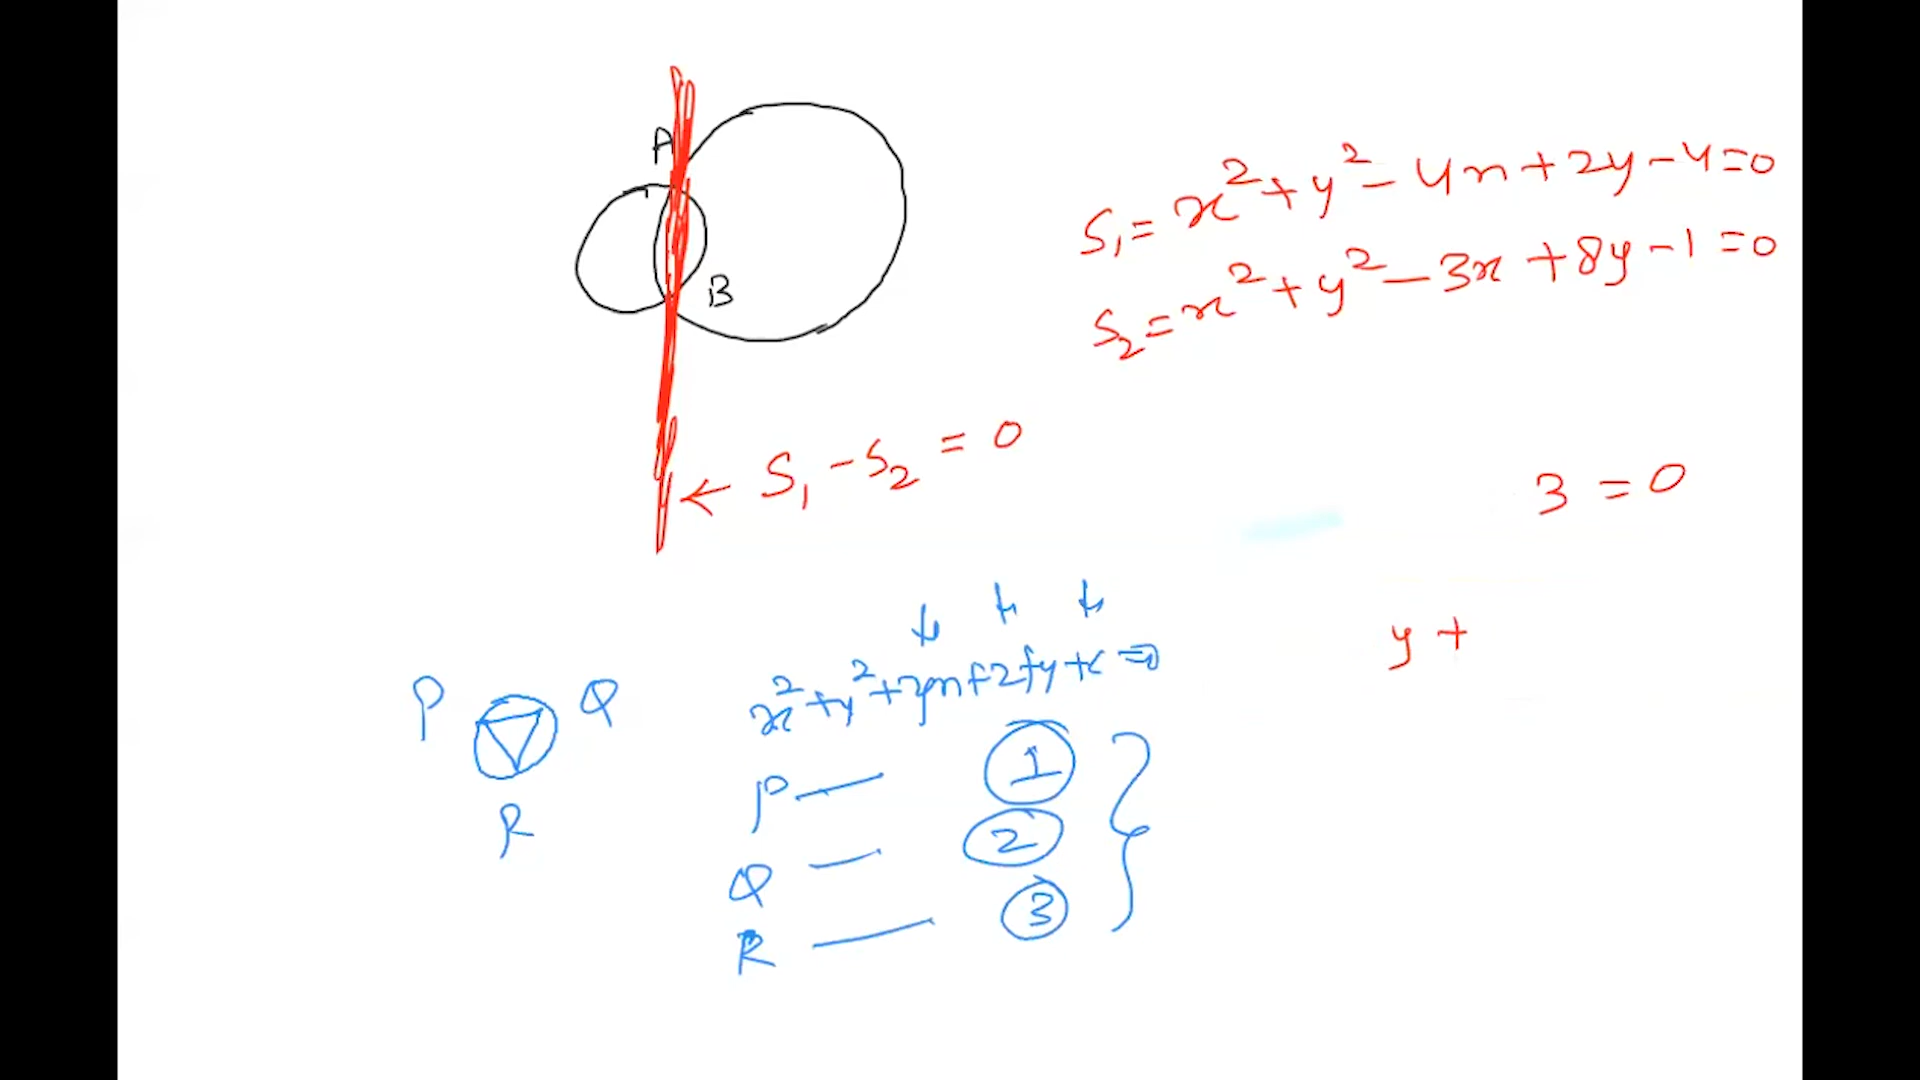 A
B
S₁ = x² + y² - 4x + 2y - 4 = 0
S₂ = x² + y² - 3x + 8y - 1 = 0
← S₁ - S₂ = 0
3 = 0
y +
x² + y² + 2gx + 2fy + c = 0
P Q
R
P — 1
Q — 2
R — 3